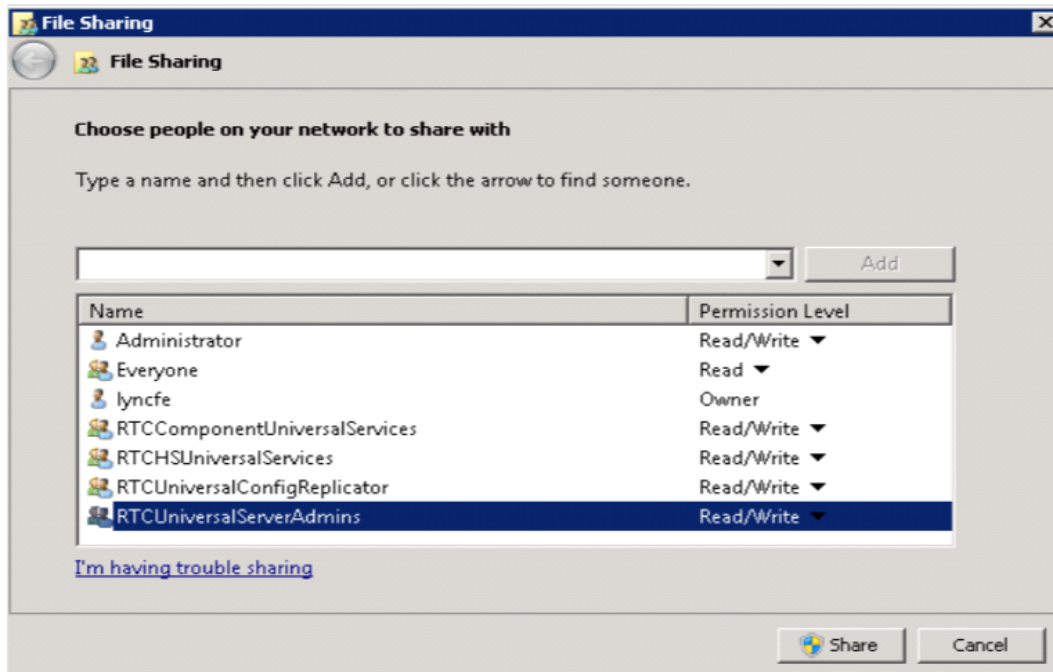 File Sharing
File Sharing
Choose people on your network to share with
Type a name and then click Add, or click the arrow to find someone.
Add
Name Permission Level
Administrator Read/Write
Everyone Read
lyncfe Owner
RTCComponentUniversalServices Read/Write
RTCHSUniversalServices Read/Write
RTCUniversalConfigReplicator Read/Write
RTCUniversalServerAdmins Read/Write
I'm having trouble sharing
Share Cancel